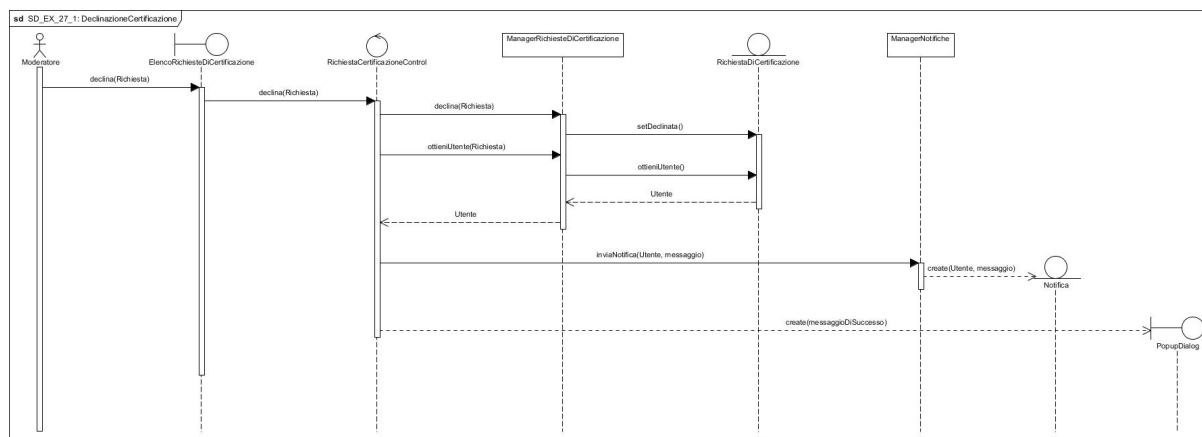 sd SD_EX_27_1: DeclinazioneCertificazione
Moderatore
ElencoRichiesteDiCertificazione
RichiestaCertificazioneControl
ManagerRichiesteDiCertificazione
RichiestaDiCertificazione
ManagerNotifiche
declina(Richiesta)
declina(Richiesta)
declina(Richiesta)
setDeclinata()
ottieniUtente(Richiesta)
ottieniUtente()
Utente
Utente
inviaNotifica(Utente, messaggio)
create(Utente, messaggio)
Notifica
create(messaggioDiSuccesso)
PopupDialog